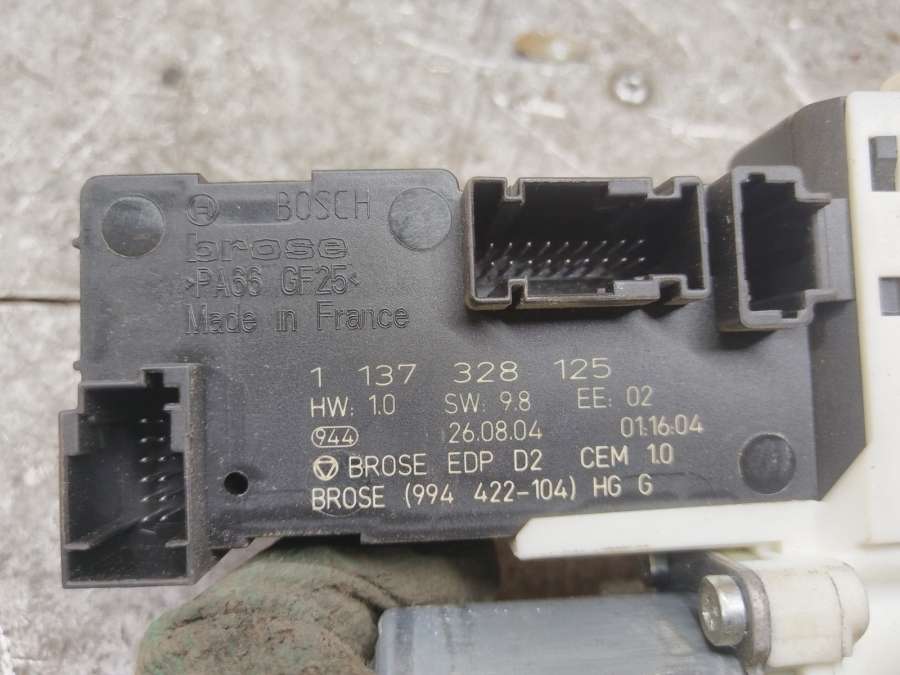 BOSCH
brose
>PA66 GF25<
Made in France
1 137 328 125
HW: 1.0 SW: 9.8 EE: 02
944 26.08.04 01:16:04
BROSE EDP D2 CEM 1.0
BROSE (994 422-104) HG G